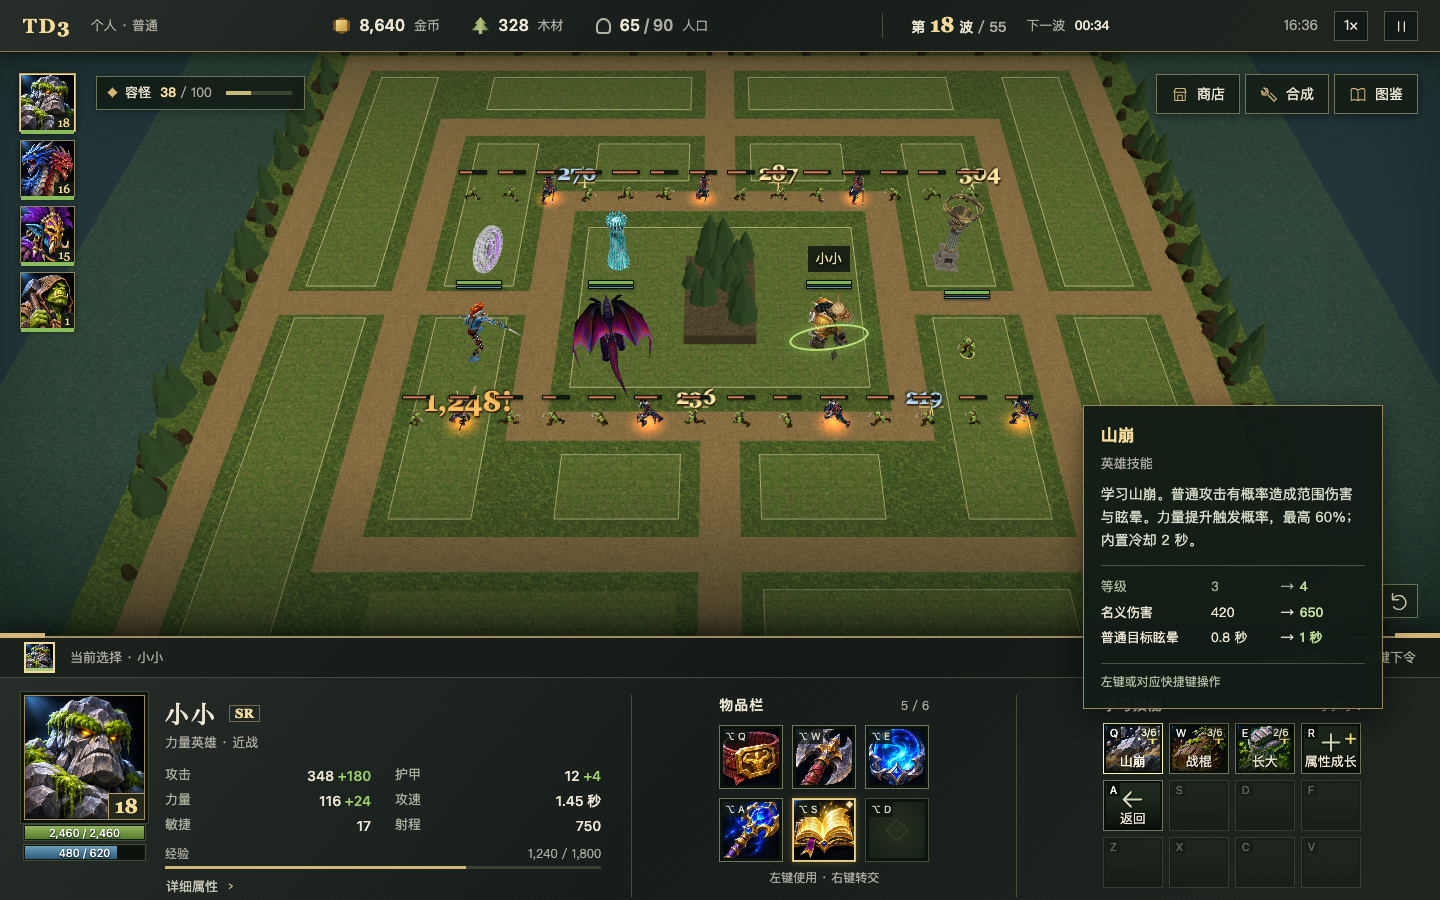 TD3 个人 · 普通 8,640 金币 328 木材 65 / 90 人口 第 18 波 / 55 下一波 00:34 16:36 1×
18
16
15
1
容怪 38 / 100
商店 合成 图鉴
276 287 304
小小
1,248! 236 229
山崩
英雄技能
学习山崩。普通攻击有概率造成范围伤害
与眩晕。力量提升触发概率，最高 60%；
内置冷却 2 秒。
等级 3 → 4
名义伤害 420 → 650
普通目标眩晕 0.8 秒 → 1 秒
左键或对应快捷键操作
当前选择 · 小小
键下令
小小 SR
力量英雄 · 近战
18
2,460 / 2,460
480 / 620
攻击 348 +180 护甲 12 +4
力量 116 +24 攻速 1.45 秒
敏捷 17 射程 750
经验 1,240 / 1,800
详细属性 ›
物品栏 5 / 6
⌥Q ⌥W ⌥E
⌥A ⌥S ⌥D
左键使用 · 右键转交
Q 3/6 山崩 W 3/6 战棍 E 2/6 长大 R 属性成长
A 返回 S D F
Z X C V